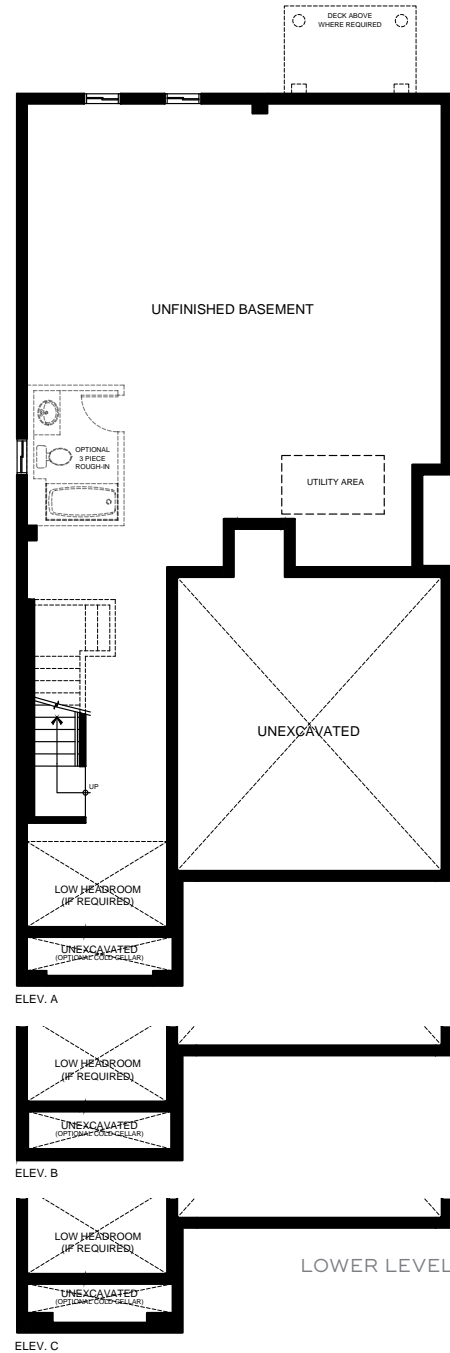 DECK ABOVE
WHERE REQUIRED
UNFINISHED BASEMENT
OPTIONAL
3 PIECE
ROUGH-IN
UTILITY AREA
UNEXCAVATED
UP
LOW HEADROOM
(IF REQUIRED)
UNEXCAVATED
(OPTIONAL COLD CELLAR)
ELEV. A
LOW HEADROOM
(IF REQUIRED)
UNEXCAVATED
(OPTIONAL COLD CELLAR)
ELEV. B
LOW HEADROOM
(IF REQUIRED)
LOWER LEVEL
UNEXCAVATED
(OPTIONAL COLD CELLAR)
ELEV. C